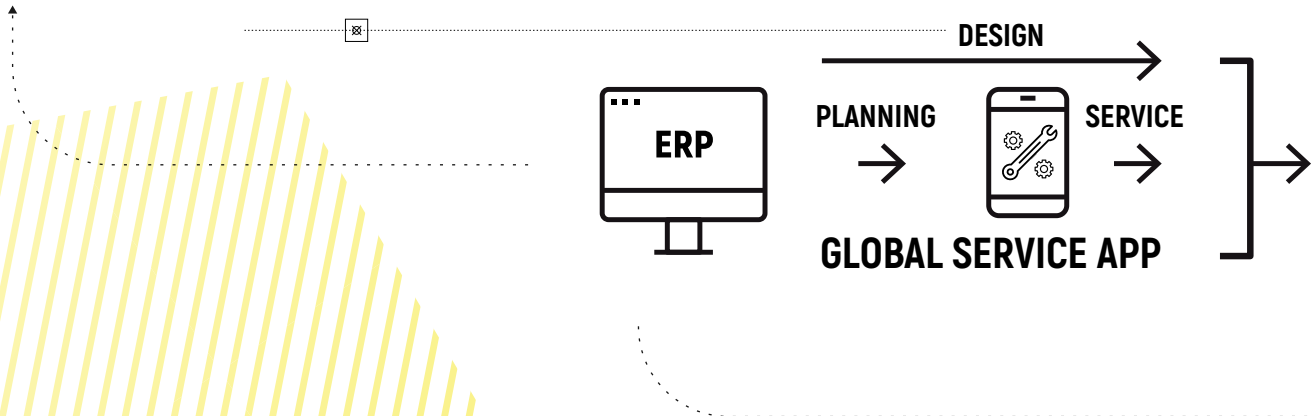 DESIGN
PLANNING
SERVICE
ERP
GLOBAL SERVICE APP